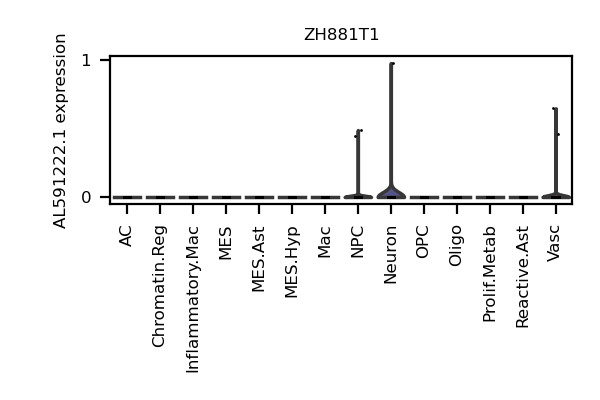 ZH881T1
AL591222.1 expression
1
0
AC
Chromatin.Reg
Inflammatory.Mac
MES
MES.Ast
MES.Hyp
Mac
NPC
Neuron
OPC
Oligo
Prolif.Metab
Reactive.Ast
Vasc